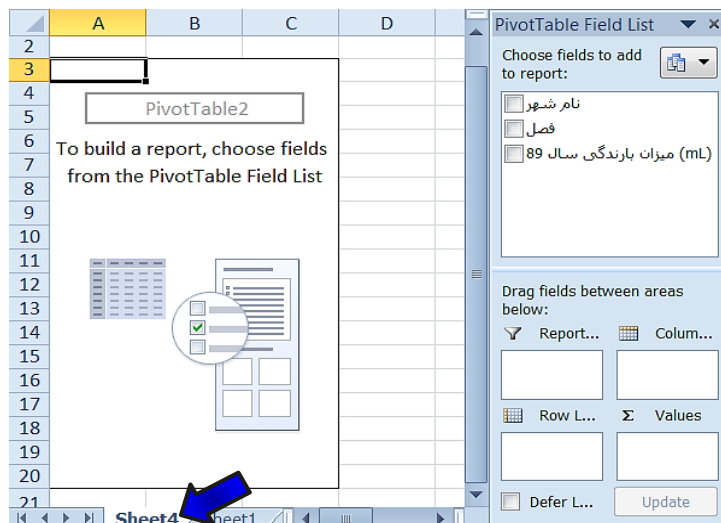 A B C D
2
3
4
5
6
7
8
9
10
11
12
13
14
15
16
17
18
19
20
21
PivotTable2
To build a report, choose fields
from the PivotTable Field List
Sheet4 Sheet1
PivotTable Field List
Choose fields to add
to report:
نام شهر
فصل
میزان بارندگی سال 89 (mL)
Drag fields between areas
below:
Report... Colum...
Row L... Σ Values
Defer L... Update